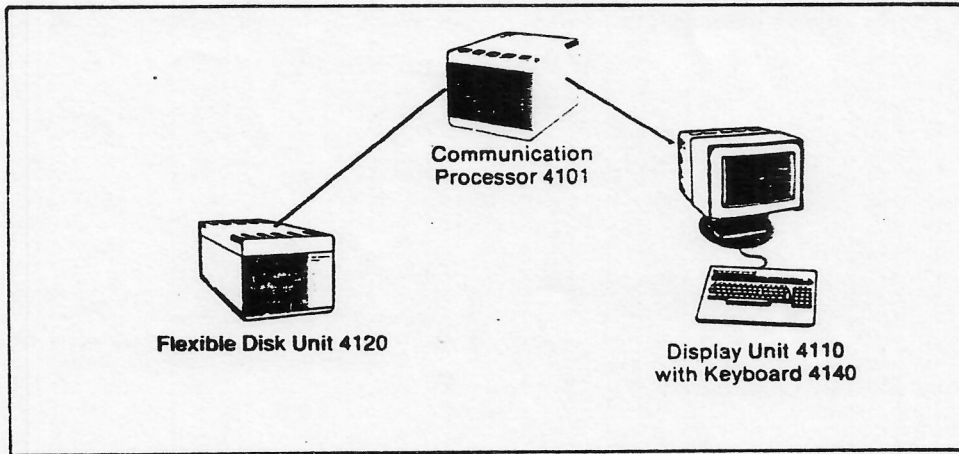 Communication
Processor 4101
Flexible Disk Unit 4120
Display Unit 4110
with Keyboard 4140